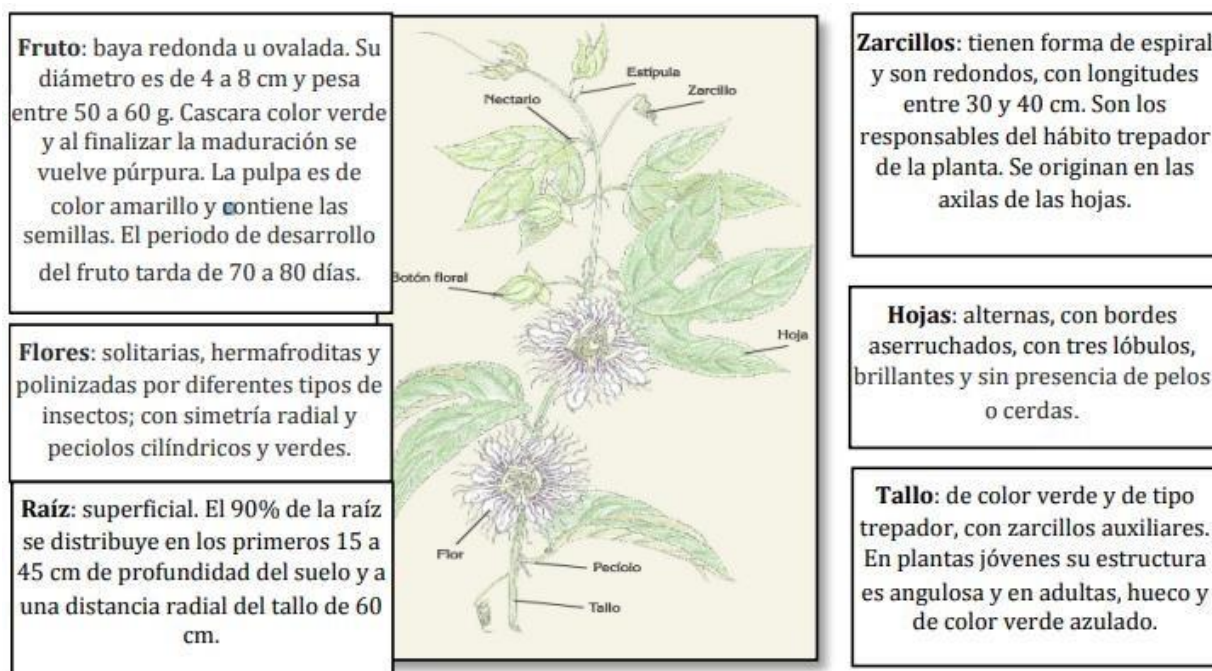 Fruto: baya redonda u ovalada. Su
diámetro es de 4 a 8 cm y pesa
entre 50 a 60 g. Cascara color verde
y al finalizar la maduración se
vuelve púrpura. La pulpa es de
color amarillo y contiene las
semillas. El periodo de desarrollo
del fruto tarda de 70 a 80 días.
Flores: solitarias, hermafroditas y
polinizadas por diferentes tipos de
insectos; con simetría radial y
peciolos cilíndricos y verdes.
Raíz: superficial. El 90% de la raíz
se distribuye en los primeros 15 a
45 cm de profundidad del suelo y a
una distancia radial del tallo de 60
cm.
Estípula
Nectario
Zarcillo
Botón floral
Hoja
Flor
Pecíolo
Tallo
Zarcillos: tienen forma de espiral
y son redondos, con longitudes
entre 30 y 40 cm. Son los
responsables del hábito trepador
de la planta. Se originan en las
axilas de las hojas.
Hojas: alternas, con bordes
aserruchados, con tres lóbulos,
brillantes y sin presencia de pelos
o cerdas.
Tallo: de color verde y de tipo
trepador, con zarcillos auxiliares.
En plantas jóvenes su estructura
es angulosa y en adultas, hueco y
de color verde azulado.